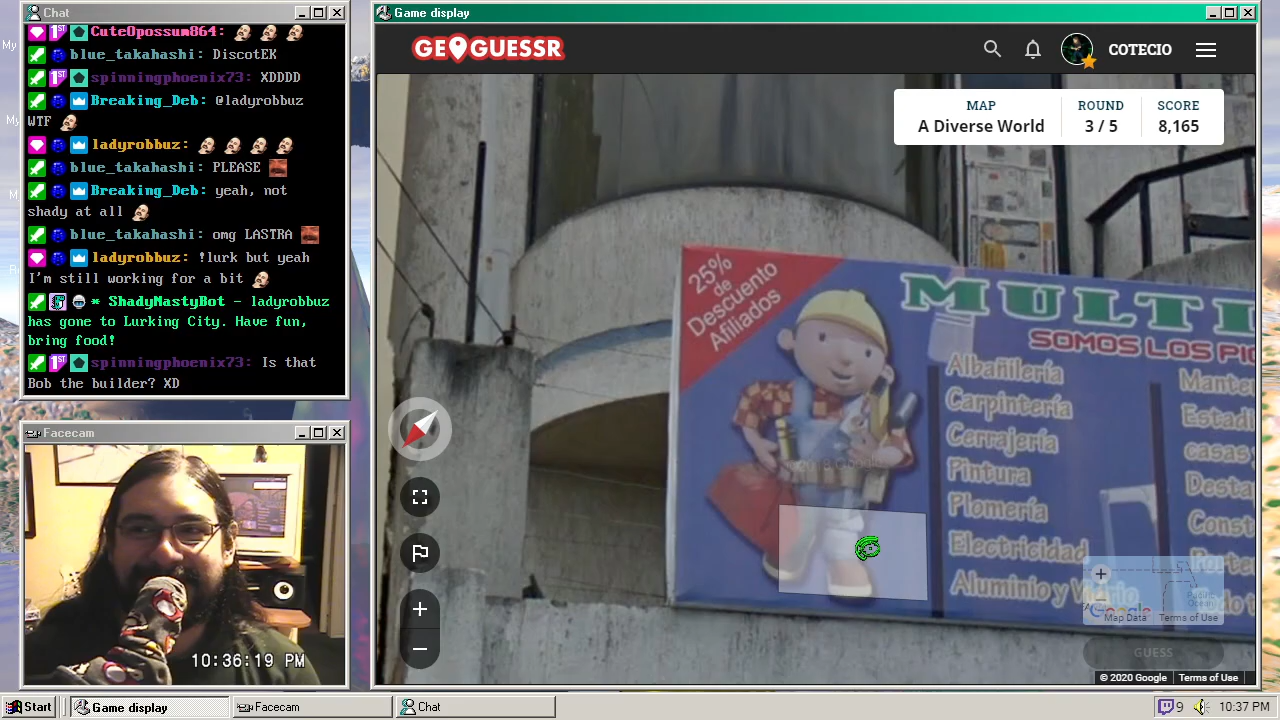 Chat
CuteOpossum864:
blue_takahashi: DiscotEK
spinningphoenix73: XDDDD
Breaking_Deb: @ladyrobbuz
WTF
ladyrobbuz:
blue_takahashi: PLEASE
Breaking_Deb: yeah, not
shady at all
blue_takahashi: omg LASTRA
ladyrobbuz: !lurk but yeah
I'm still working for a bit
* ShadyNastyBot - ladyrobbuz
has gone to Lurking City. Have fun,
bring food!
spinningphoenix73: Is that
Bob the builder? XD
Facecam
10:36:19 PM
Game display
GEOGUESSR
COTECIO
MAP
A Diverse World
ROUND
3 / 5
SCORE
8,165
25%
de
Descuento
Afiliados
MULTI
SOMOS LOS
Albañilería
Carpintería
Cerrajería
Pintura
Plomería
Electricidad
Aluminio y
casas
Pacific
Ocean
Google
Map Data
Terms of Use
GUESS
© 2020 Google
Terms of Use
Start
Game display
Facecam
Chat
9
10:37 PM